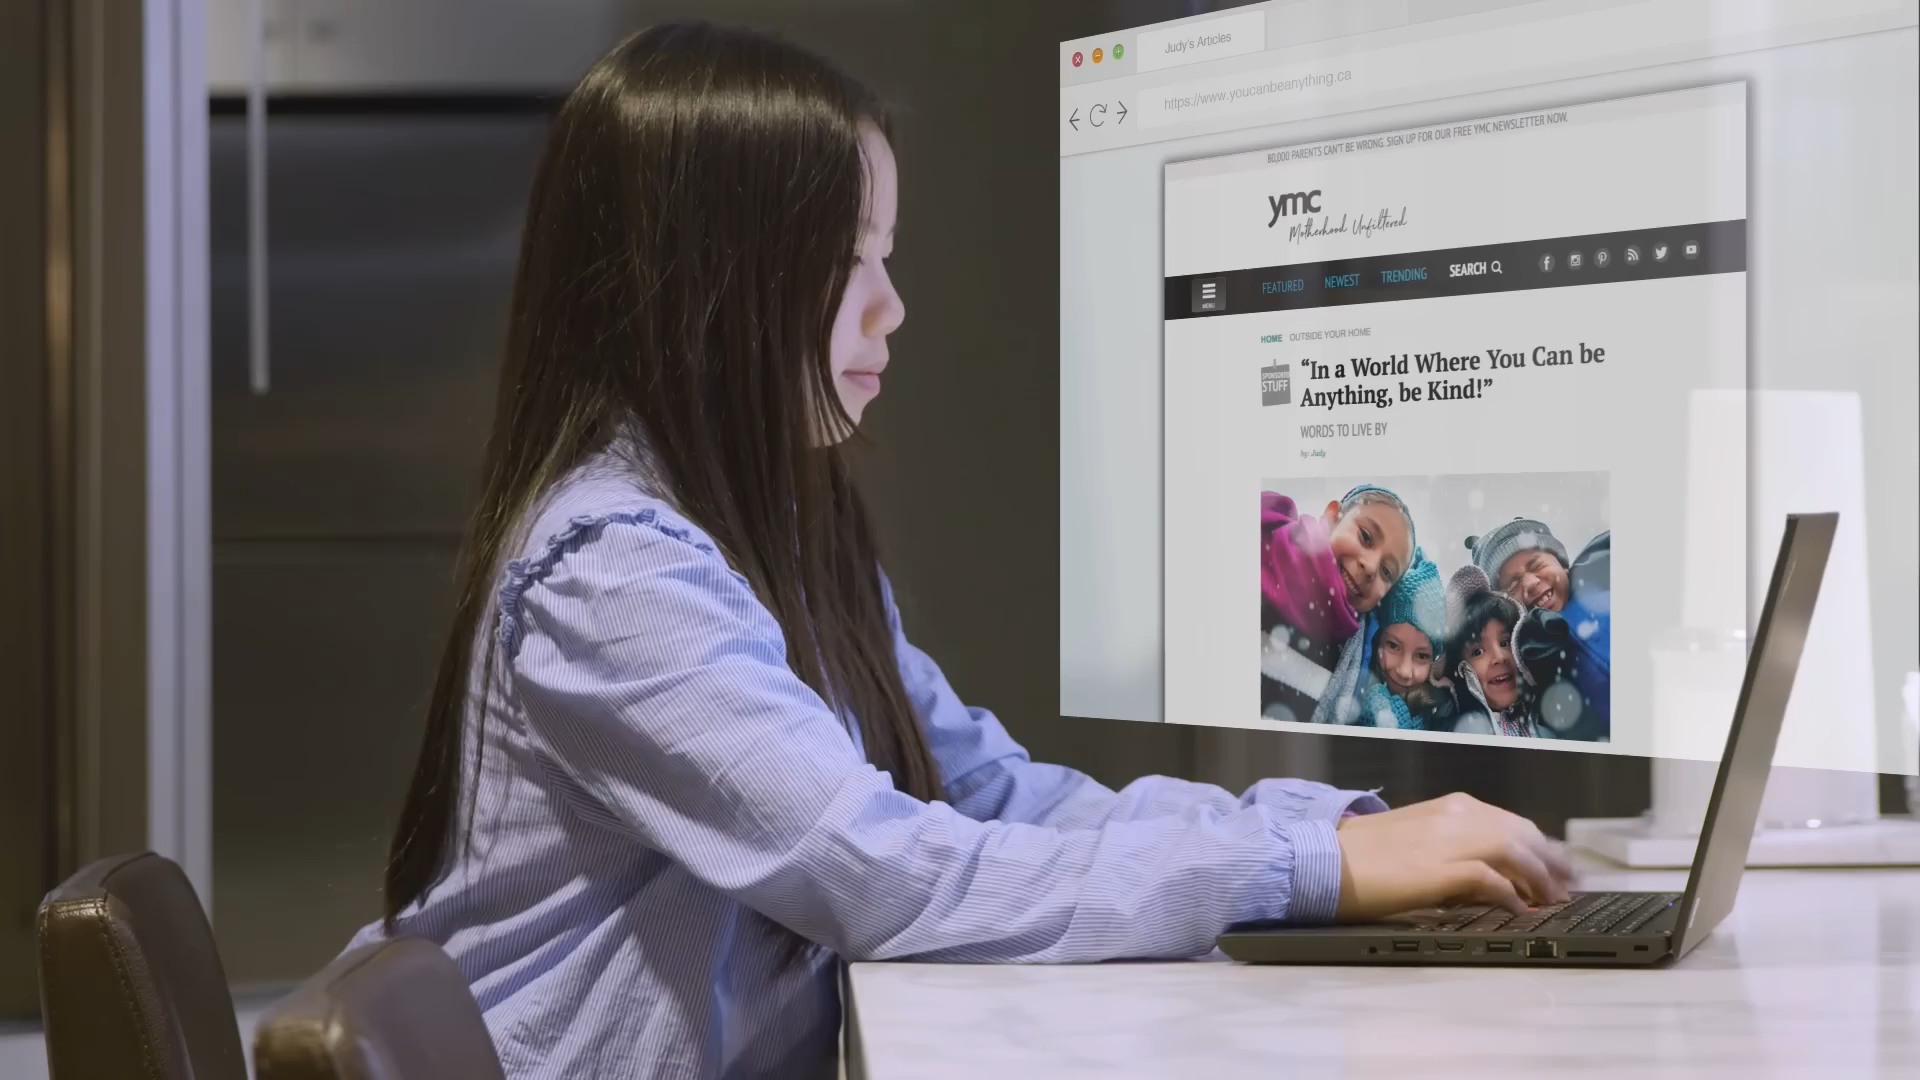 Judy's Articles
https://www.youcanbeanything.ca
80,000 PARENTS CAN'T BE WRONG. SIGN UP FOR OUR FREE YMC NEWSLETTER NOW.
ymc
Motherhood Unfiltered
MENU
FEATURED NEWEST TRENDING SEARCH
HOME OUTSIDE YOUR HOME
SPONSORED
STUFF
“In a World Where You Can be
Anything, be Kind!”
WORDS TO LIVE BY
by: Judy